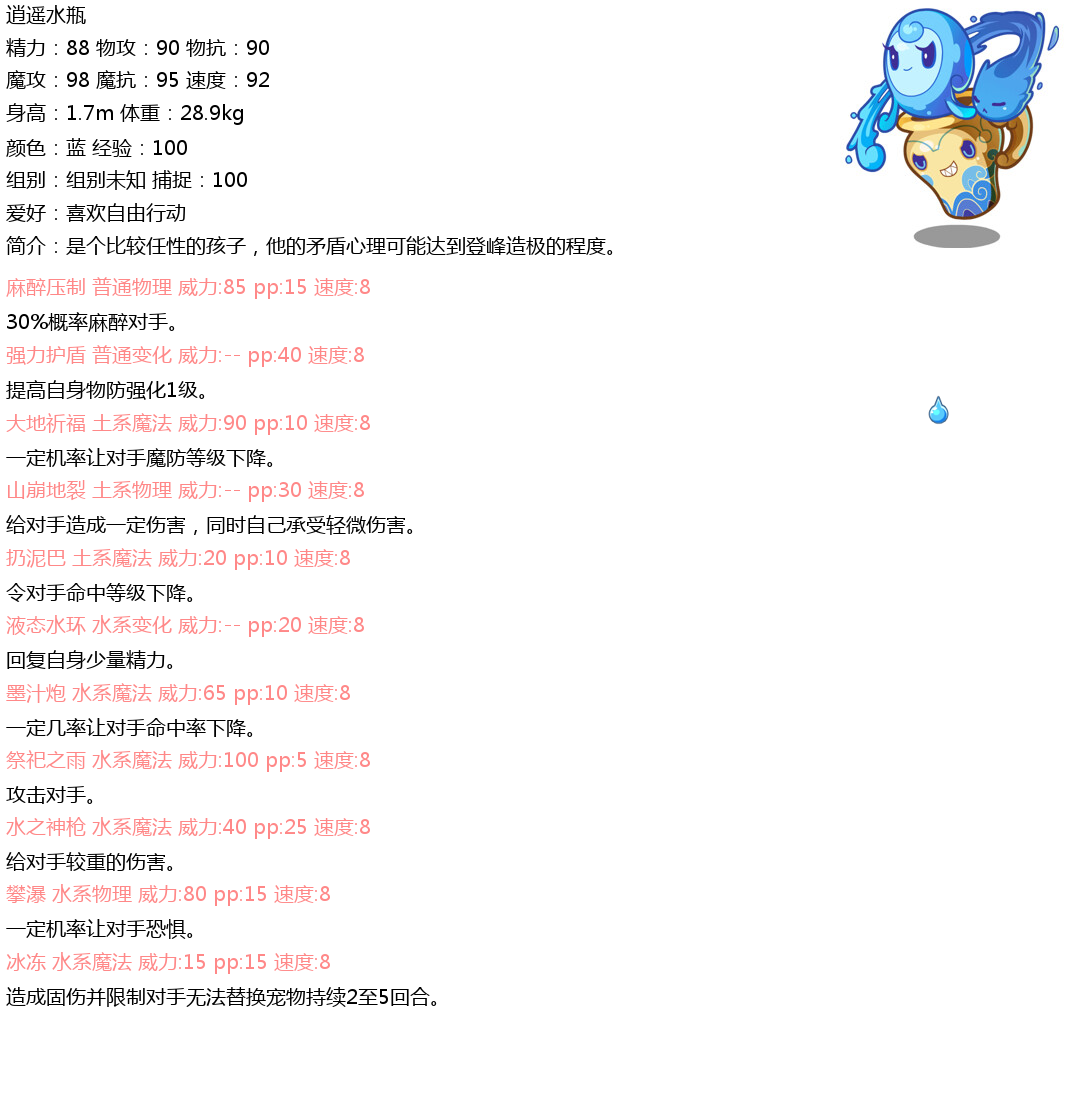 逍遥水瓶
精力：88 物攻：90 物抗：90
魔攻：98 魔抗：95 速度：92
身高：1.7m 体重：28.9kg
颜色：蓝 经验：100
组别：组别未知 捕捉：100
爱好：喜欢自由行动
简介：是个比较任性的孩子，他的矛盾心理可能达到登峰造极的程度。
麻醉压制 普通物理 威力:85 pp:15 速度:8
30%概率麻醉对手。
强力护盾 普通变化 威力:-- pp:40 速度:8
提高自身物防强化1级。
大地祈福 土系魔法 威力:90 pp:10 速度:8
一定机率让对手魔防等级下降。
山崩地裂 土系物理 威力:-- pp:30 速度:8
给对手造成一定伤害，同时自己承受轻微伤害。
扔泥巴 土系魔法 威力:20 pp:10 速度:8
令对手命中等级下降。
液态水环 水系变化 威力:-- pp:20 速度:8
回复自身少量精力。
墨汁炮 水系魔法 威力:65 pp:10 速度:8
一定几率让对手命中率下降。
祭祀之雨 水系魔法 威力:100 pp:5 速度:8
攻击对手。
水之神枪 水系魔法 威力:40 pp:25 速度:8
给对手较重的伤害。
攀瀑 水系物理 威力:80 pp:15 速度:8
一定机率让对手恐惧。
冰冻 水系魔法 威力:15 pp:15 速度:8
造成固伤并限制对手无法替换宠物持续2至5回合。